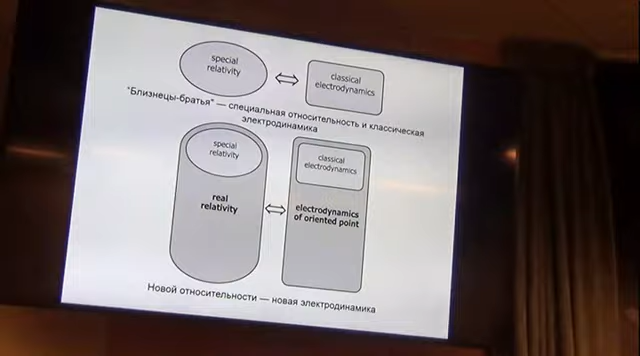 special
relativity
classical
electrodynamics
"Близнецы-братья" — специальная относительность и классическая
электродинамика
special
relativity
classical
electrodynamics
real
relativity
electrodynamics
of oriented point
Новой относительности — новая электродинамика